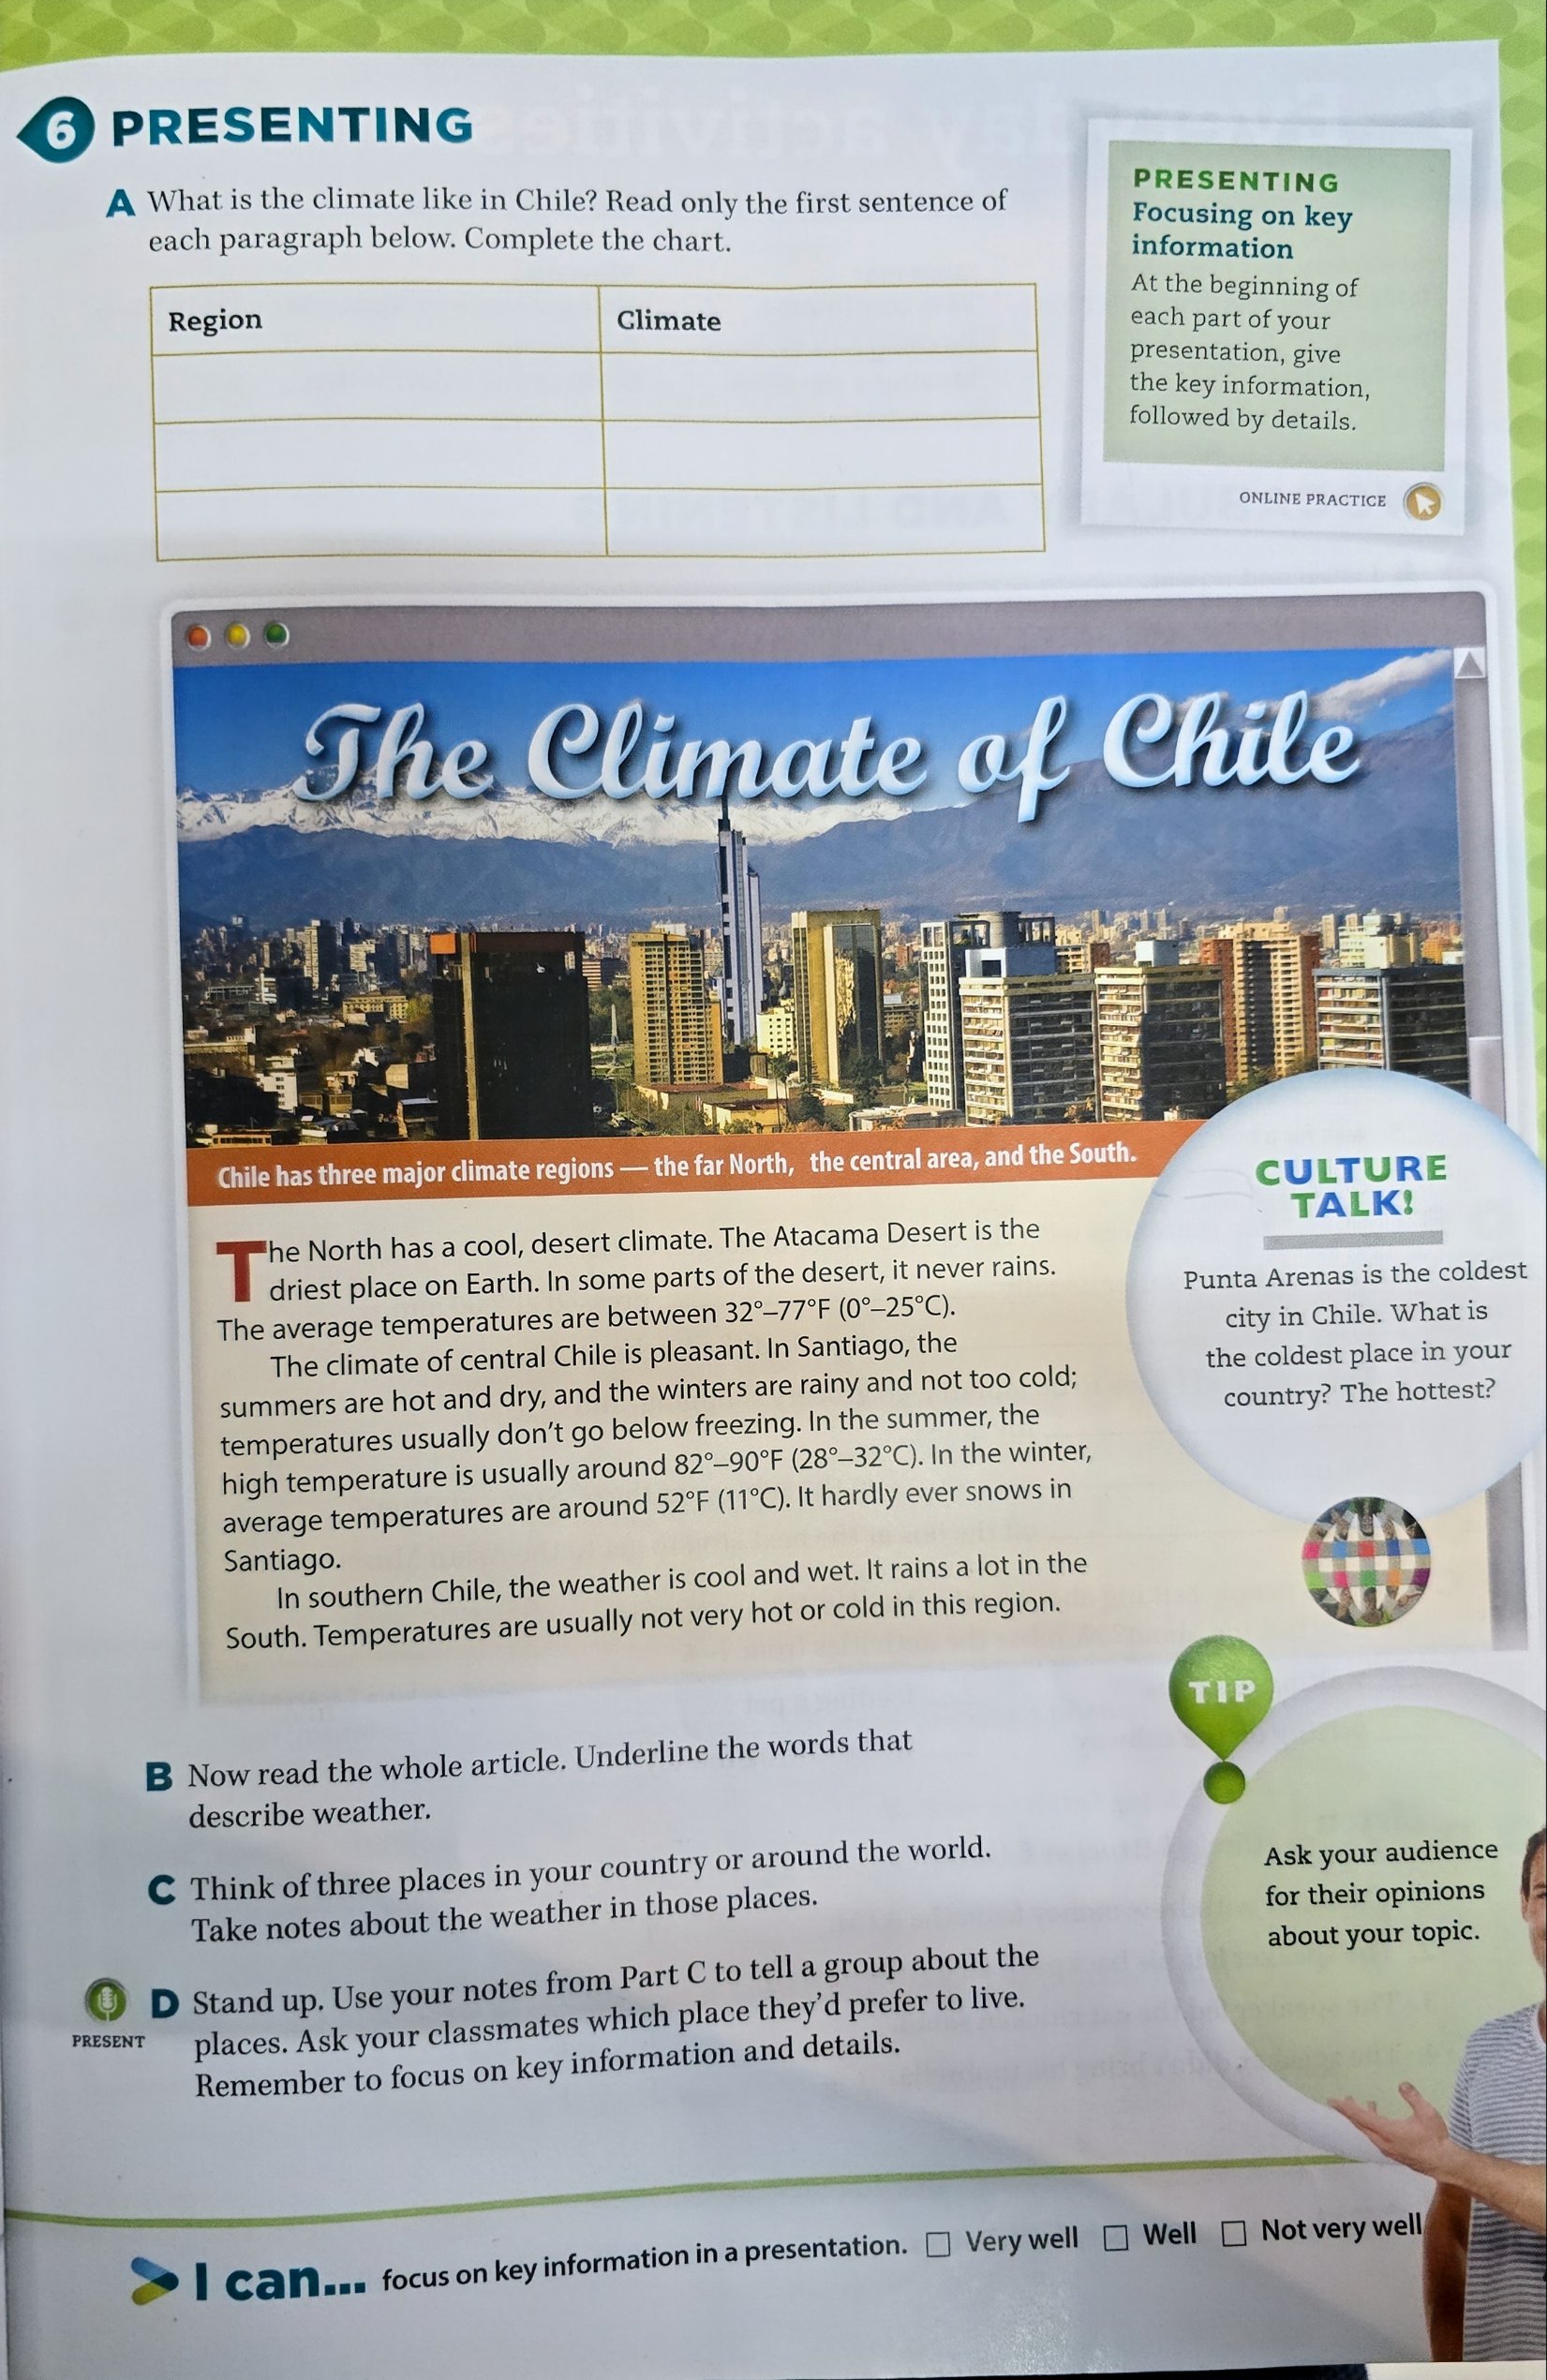 6 PRESENTING
A What is the climate like in Chile? Read only the first sentence of
each paragraph below. Complete the chart.
Region Climate
PRESENTING
Focusing on key
information
At the beginning of
each part of your
presentation, give
the key information,
followed by details.
ONLINE PRACTICE
The Climate of Chile
Chile has three major climate regions — the far North, the central area, and the South.
The North has a cool, desert climate. The Atacama Desert is the
driest place on Earth. In some parts of the desert, it never rains.
The average temperatures are between 32°–77°F (0°–25°C).
The climate of central Chile is pleasant. In Santiago, the
summers are hot and dry, and the winters are rainy and not too cold;
temperatures usually don't go below freezing. In the summer, the
high temperature is usually around 82°–90°F (28°–32°C). In the winter,
average temperatures are around 52°F (11°C). It hardly ever snows in
Santiago.
In southern Chile, the weather is cool and wet. It rains a lot in the
South. Temperatures are usually not very hot or cold in this region.
CULTURE
TALK!
Punta Arenas is the coldest
city in Chile. What is
the coldest place in your
country? The hottest?
B Now read the whole article. Underline the words that
describe weather.
C Think of three places in your country or around the world.
Take notes about the weather in those places.
PRESENT
D Stand up. Use your notes from Part C to tell a group about the
places. Ask your classmates which place they'd prefer to live.
Remember to focus on key information and details.
TIP
Ask your audience
for their opinions
about your topic.
I can... focus on key information in a presentation. Very well Well Not very well